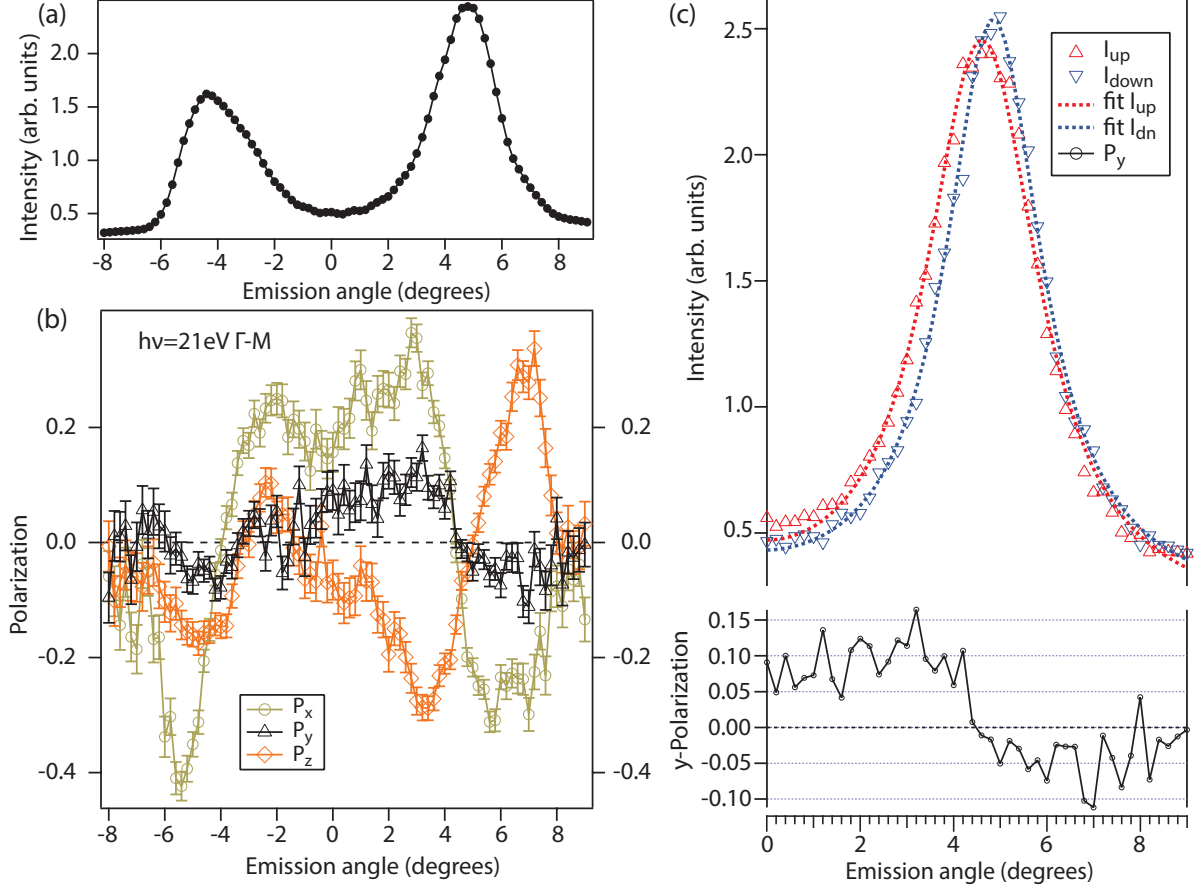 (a)
Intensity (arb. units)
2.5
2.0
1.5
1.0
0.5
-8 -6 -4 -2 0 2 4 6 8
Emission angle (degrees)
(b)
hν=21eV Γ-M
Polarization
0.2
0.0
-0.2
-0.4
0.2
0.0
-0.2
-0.4
Px
Py
Pz
-8 -6 -4 -2 0 2 4 6 8
Emission angle (degrees)
(c)
Intensity (arb. units)
2.5
2.0
1.5
1.0
0.5
Iup
Idown
fit Iup
fit Idn
Py
y-Polarization
0.15
0.10
0.05
0.00
-0.05
-0.10
0 2 4 6 8
Emission angle (degrees)